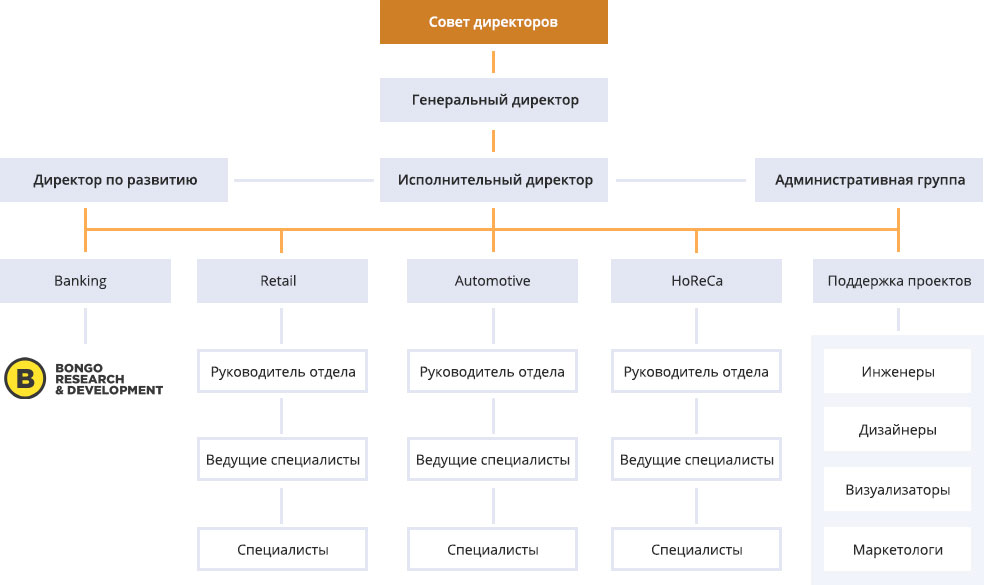 Совет директоров
Генеральный директор
Директор по развитию
Исполнительный директор
Административная группа
Banking
Retail
Automotive
HoReCa
Поддержка проектов
B
BONGO
RESEARCH
& DEVELOPMENT
Руководитель отдела
Руководитель отдела
Руководитель отдела
Инженеры
Дизайнеры
Ведущие специалисты
Ведущие специалисты
Ведущие специалисты
Визуализаторы
Специалисты
Специалисты
Специалисты
Маркетологи